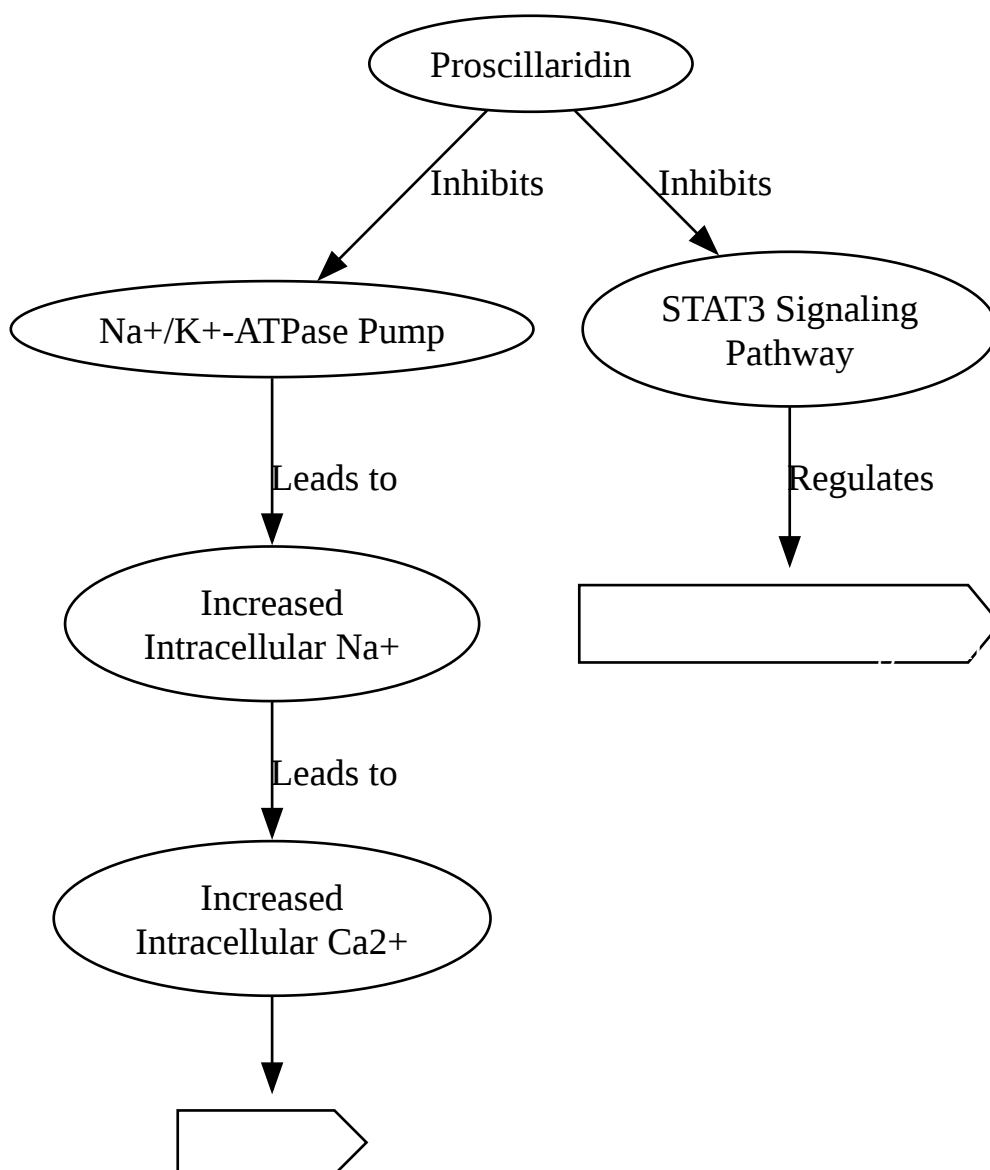 Proscillaridin
Inhibits
Inhibits
Na+/K+-ATPase Pump
STAT3 Signaling
Pathway
Leads to
Regulates
Increased
Intracellular Na+
Leads to
Increased
Intracellular Ca2+